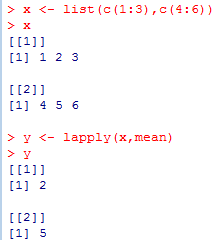 > x <- list(c(1:3),c(4:6))
> x
[[1]]
[1] 1 2 3
[[2]]
[1] 4 5 6
> y <- lapply(x,mean)
> y
[[1]]
[1] 2
[[2]]
[1] 5